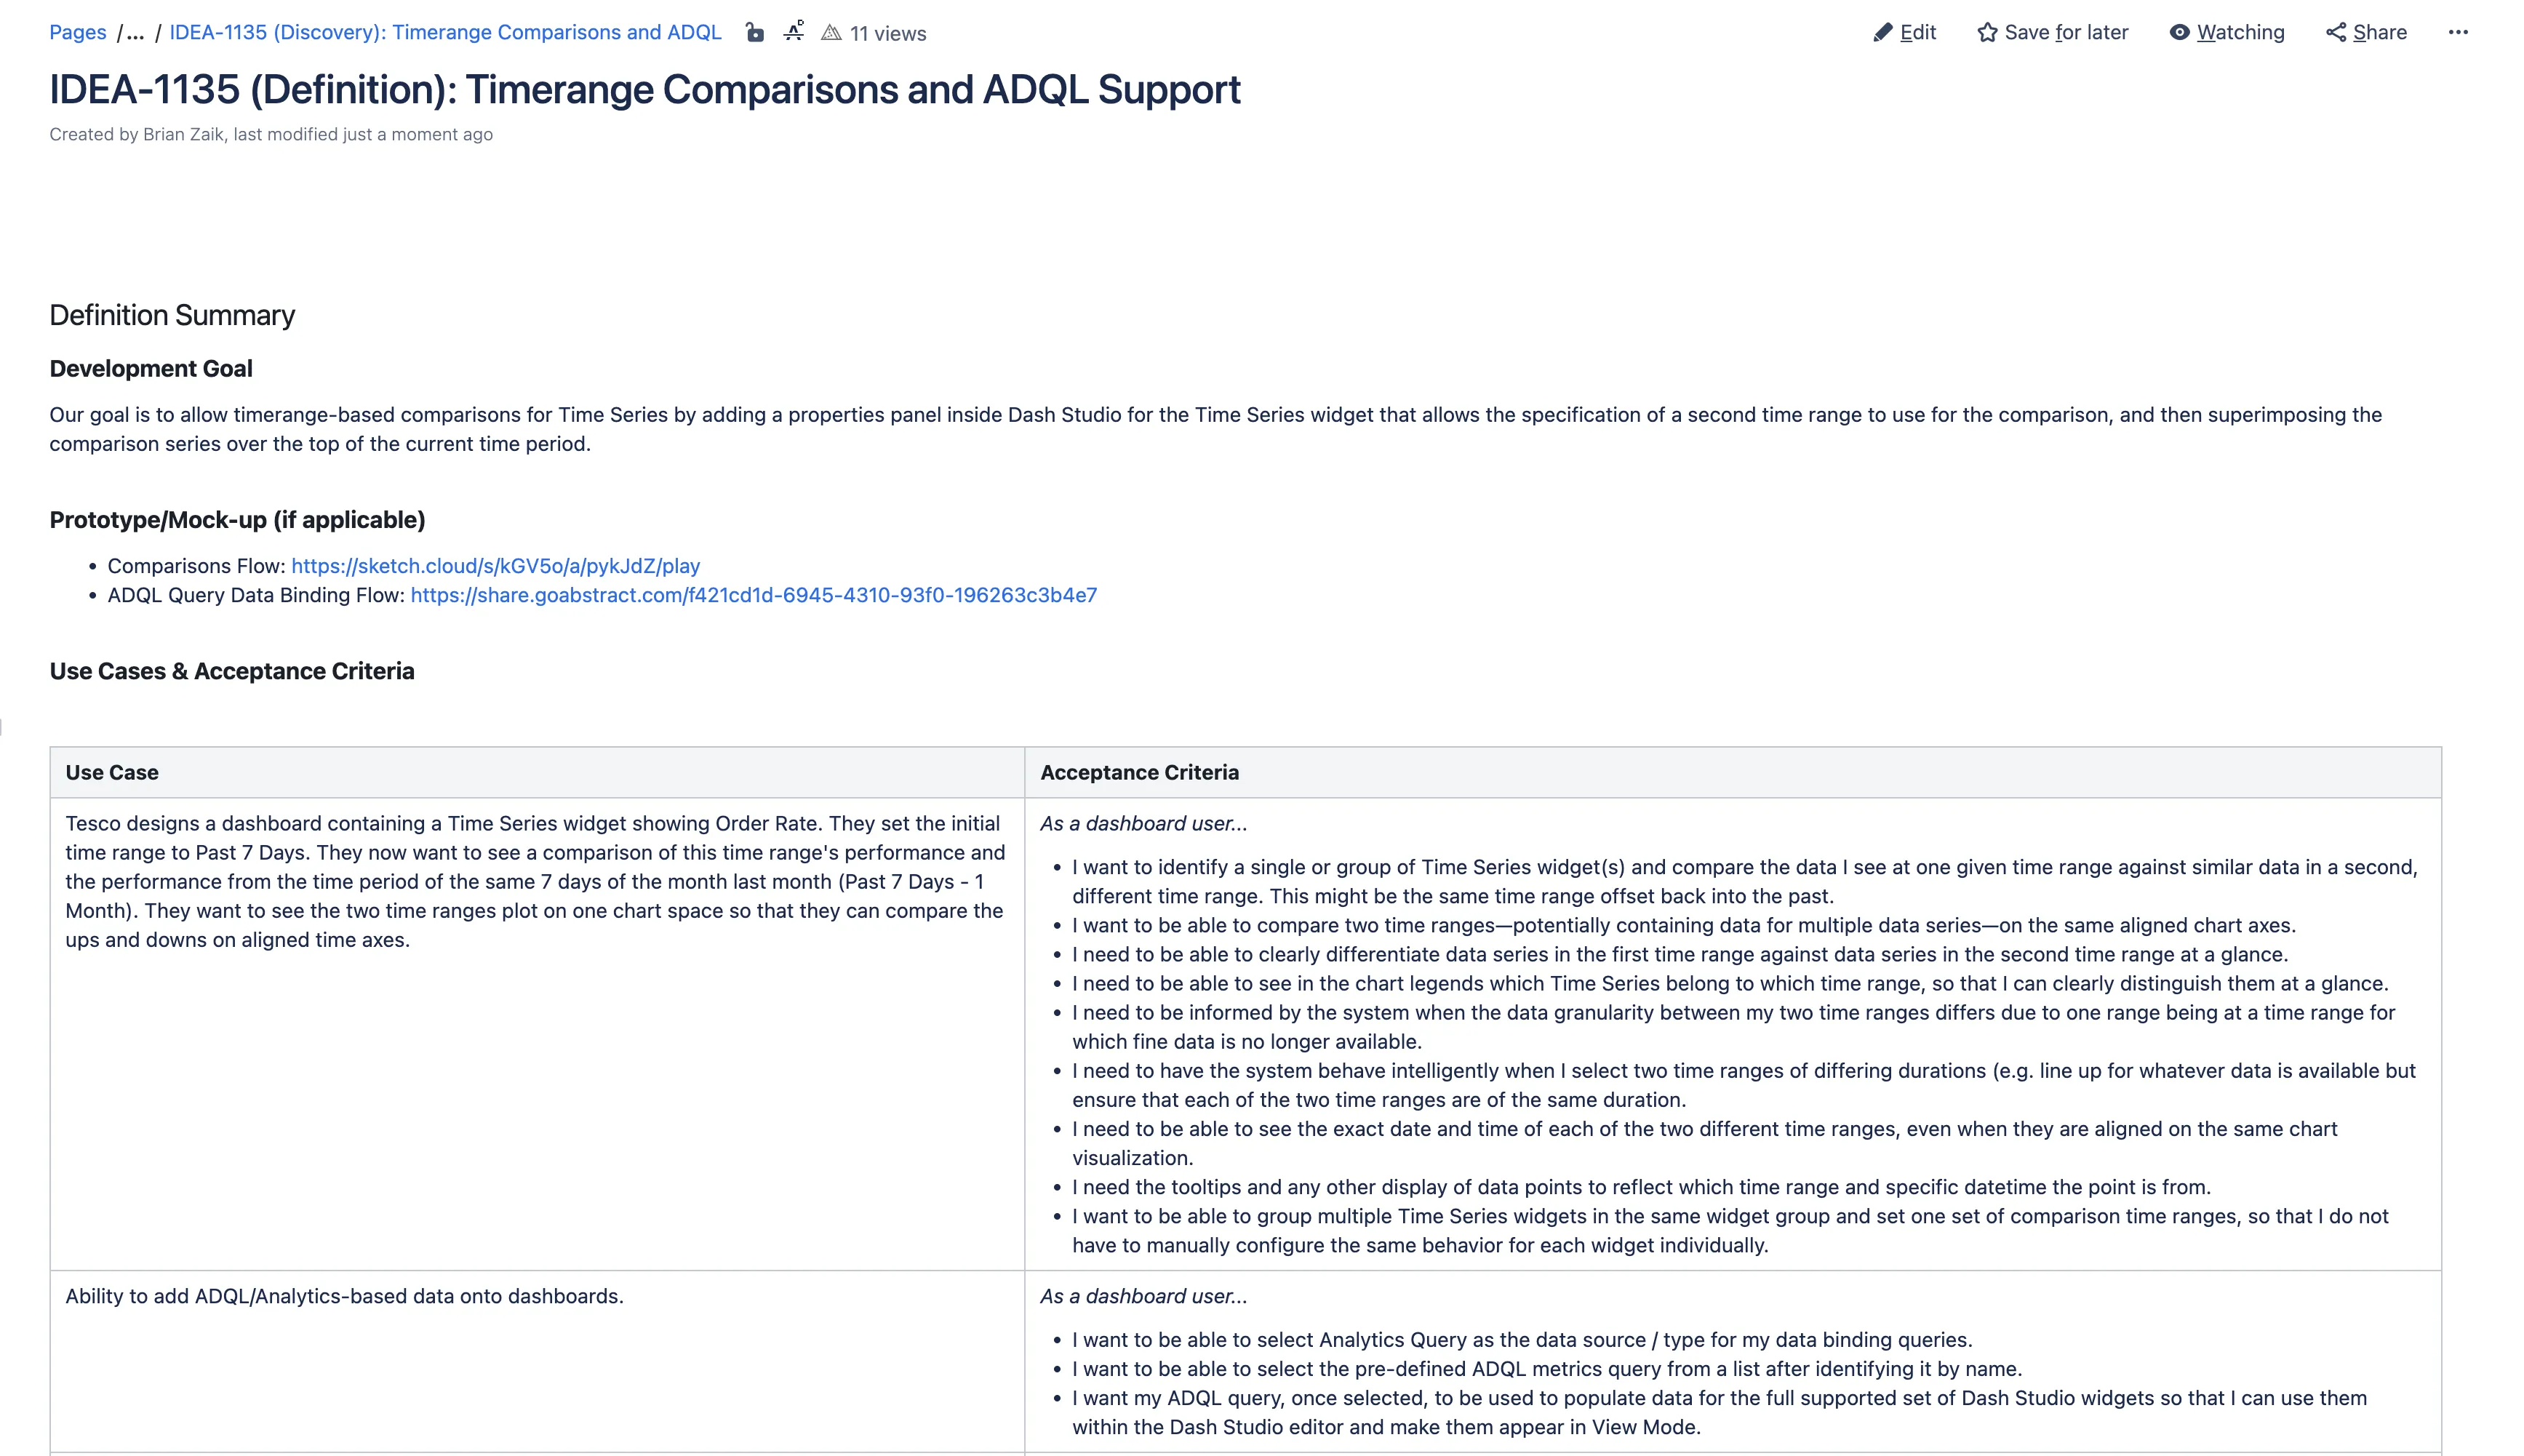 Pages / ... / IDEA-1135 (Discovery): Timerange Comparisons and ADQL 11 views Edit Save for later Watching Share
IDEA-1135 (Definition): Timerange Comparisons and ADQL Support
Created by Brian Zaik, last modified just a moment ago
Definition Summary
Development Goal
Our goal is to allow timerange-based comparisons for Time Series by adding a properties panel inside Dash Studio for the Time Series widget that allows the specification of a second time range to use for the comparison, and then superimposing the
comparison series over the top of the current time period.
Prototype/Mock-up (if applicable)
• Comparisons Flow: https://sketch.cloud/s/kGV5o/a/pykJdZ/play
• ADQL Query Data Binding Flow: https://share.goabstract.com/f421cd1d-6945-4310-93f0-196263c3b4e7
Use Cases & Acceptance Criteria
Use Case
Acceptance Criteria
Tesco designs a dashboard containing a Time Series widget showing Order Rate. They set the initial
time range to Past 7 Days. They now want to see a comparison of this time range's performance and
the performance from the time period of the same 7 days of the month last month (Past 7 Days - 1
Month). They want to see the two time ranges plot on one chart space so that they can compare the
ups and downs on aligned time axes.
As a dashboard user...
• I want to identify a single or group of Time Series widget(s) and compare the data I see at one given time range against similar data in a second,
different time range. This might be the same time range offset back into the past.
• I want to be able to compare two time ranges—potentially containing data for multiple data series—on the same aligned chart axes.
• I need to be able to clearly differentiate data series in the first time range against data series in the second time range at a glance.
• I need to be able to see in the chart legends which Time Series belong to which time range, so that I can clearly distinguish them at a glance.
• I need to be informed by the system when the data granularity between my two time ranges differs due to one range being at a time range for
which fine data is no longer available.
• I need to have the system behave intelligently when I select two time ranges of differing durations (e.g. line up for whatever data is available but
ensure that each of the two time ranges are of the same duration.
• I need to be able to see the exact date and time of each of the two different time ranges, even when they are aligned on the same chart
visualization.
• I need the tooltips and any other display of data points to reflect which time range and specific datetime the point is from.
• I want to be able to group multiple Time Series widgets in the same widget group and set one set of comparison time ranges, so that I do not
have to manually configure the same behavior for each widget individually.
Ability to add ADQL/Analytics-based data onto dashboards.
As a dashboard user...
• I want to be able to select Analytics Query as the data source / type for my data binding queries.
• I want to be able to select the pre-defined ADQL metrics query from a list after identifying it by name.
• I want my ADQL query, once selected, to be used to populate data for the full supported set of Dash Studio widgets so that I can use them
within the Dash Studio editor and make them appear in View Mode.